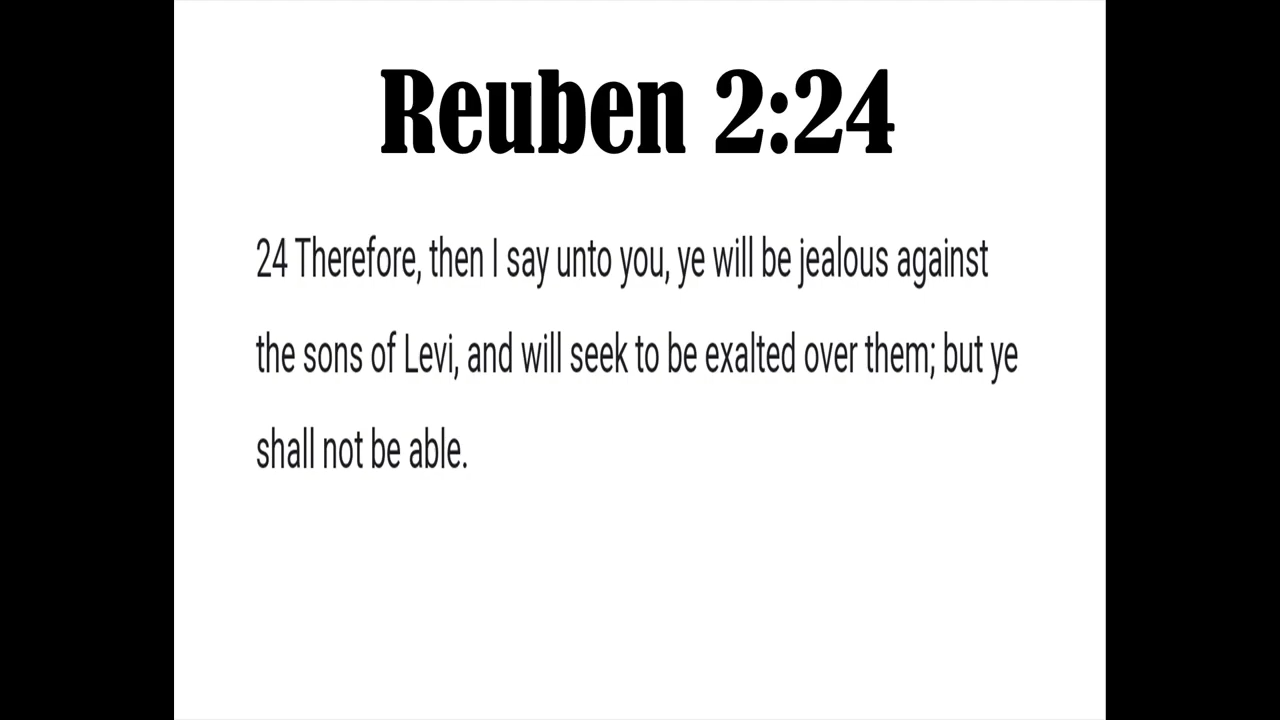 Reuben 2:24
24 Therefore, then I say unto you, ye will be jealous against
the sons of Levi, and will seek to be exalted over them; but ye
shall not be able.